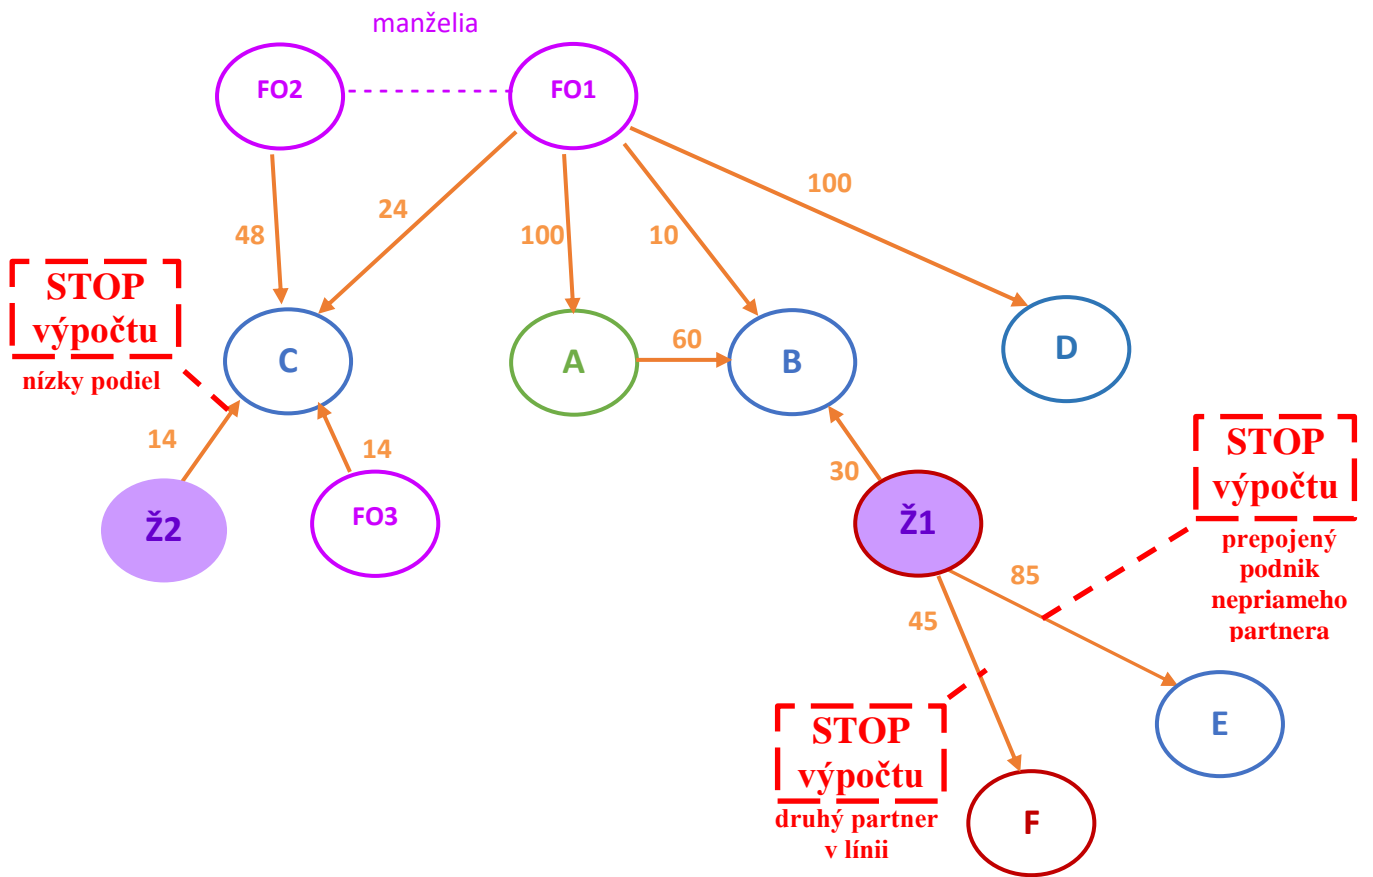 manželia
FO2
FO1
100
24
48
100
10
STOP
výpočtu
nízky podiel
C
A
60
B
D
14
14
30
STOP
výpočtu
prepojený
podnik
nepriameho
partnera
Ž2
FO3
Ž1
85
45
STOP
výpočtu
druhý partner
v línii
E
F